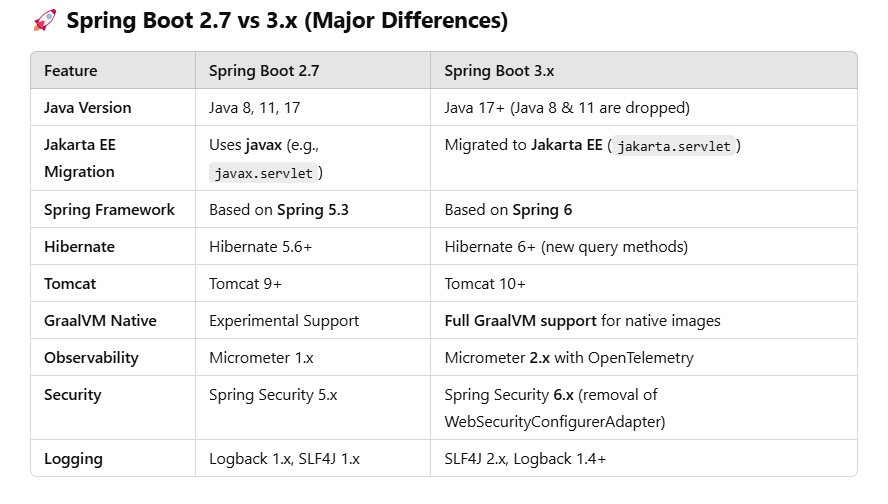 🚀 Spring Boot 2.7 vs 3.x (Major Differences)
Feature Spring Boot 2.7 Spring Boot 3.x
Java Version Java 8, 11, 17 Java 17+ (Java 8 & 11 are dropped)
Jakarta EE Uses javax (e.g., Migrated to Jakarta EE (jakarta.servlet)
Migration javax.servlet)
Spring Framework Based on Spring 5.3 Based on Spring 6
Hibernate Hibernate 5.6+ Hibernate 6+ (new query methods)
Tomcat Tomcat 9+ Tomcat 10+
GraalVM Native Experimental Support Full GraalVM support for native images
Observability Micrometer 1.x Micrometer 2.x with OpenTelemetry
Security Spring Security 5.x Spring Security 6.x (removal of
WebSecurityConfigurerAdapter)
Logging Logback 1.x, SLF4J 1.x SLF4J 2.x, Logback 1.4+